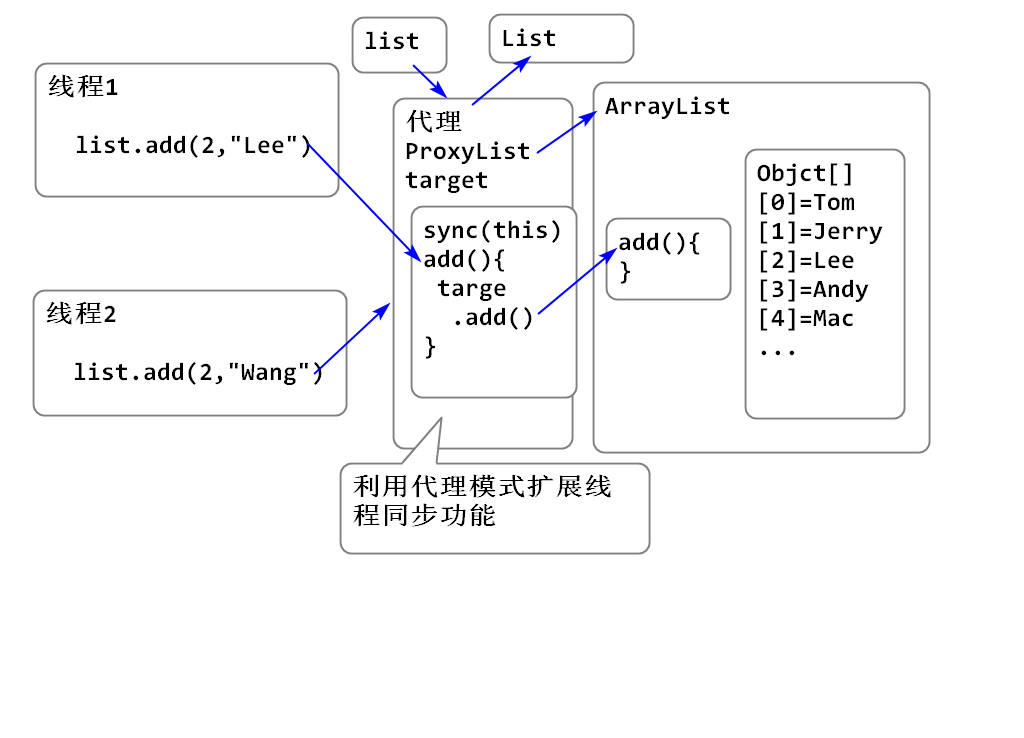 list
List
线程1
list.add(2,"Lee")
代理
ProxyList
target
sync(this)
add(){
targe
.add()
}
ArrayList
add(){
}
Objct[]
[0]=Tom
[1]=Jerry
[2]=Lee
[3]=Andy
[4]=Mac
...
线程2
list.add(2,"Wang")
利用代理模式扩展线
程同步功能